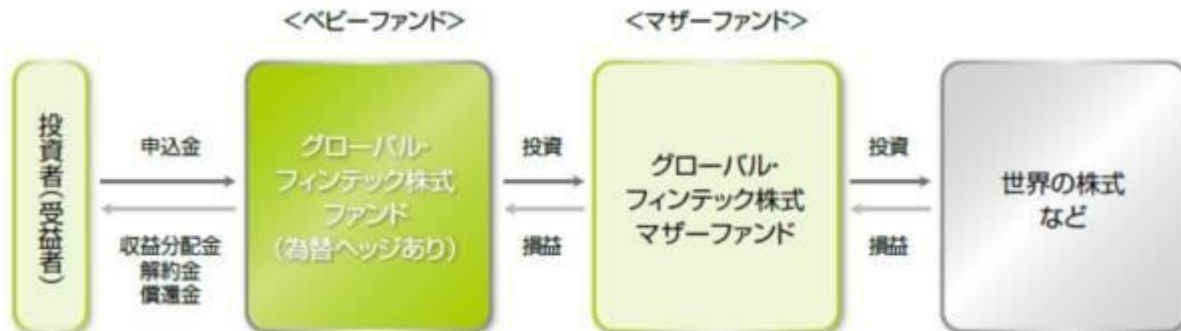 <ベビーファンド>
<マザーファンド>
投資者(受益者)
申込金
収益分配金
解約金
償還金
グローバル・
フィンテック株式
ファンド
(為替ヘッジあり)
投資
損益
グローバル・
フィンテック株式
マザーファンド
投資
損益
世界の株式
など